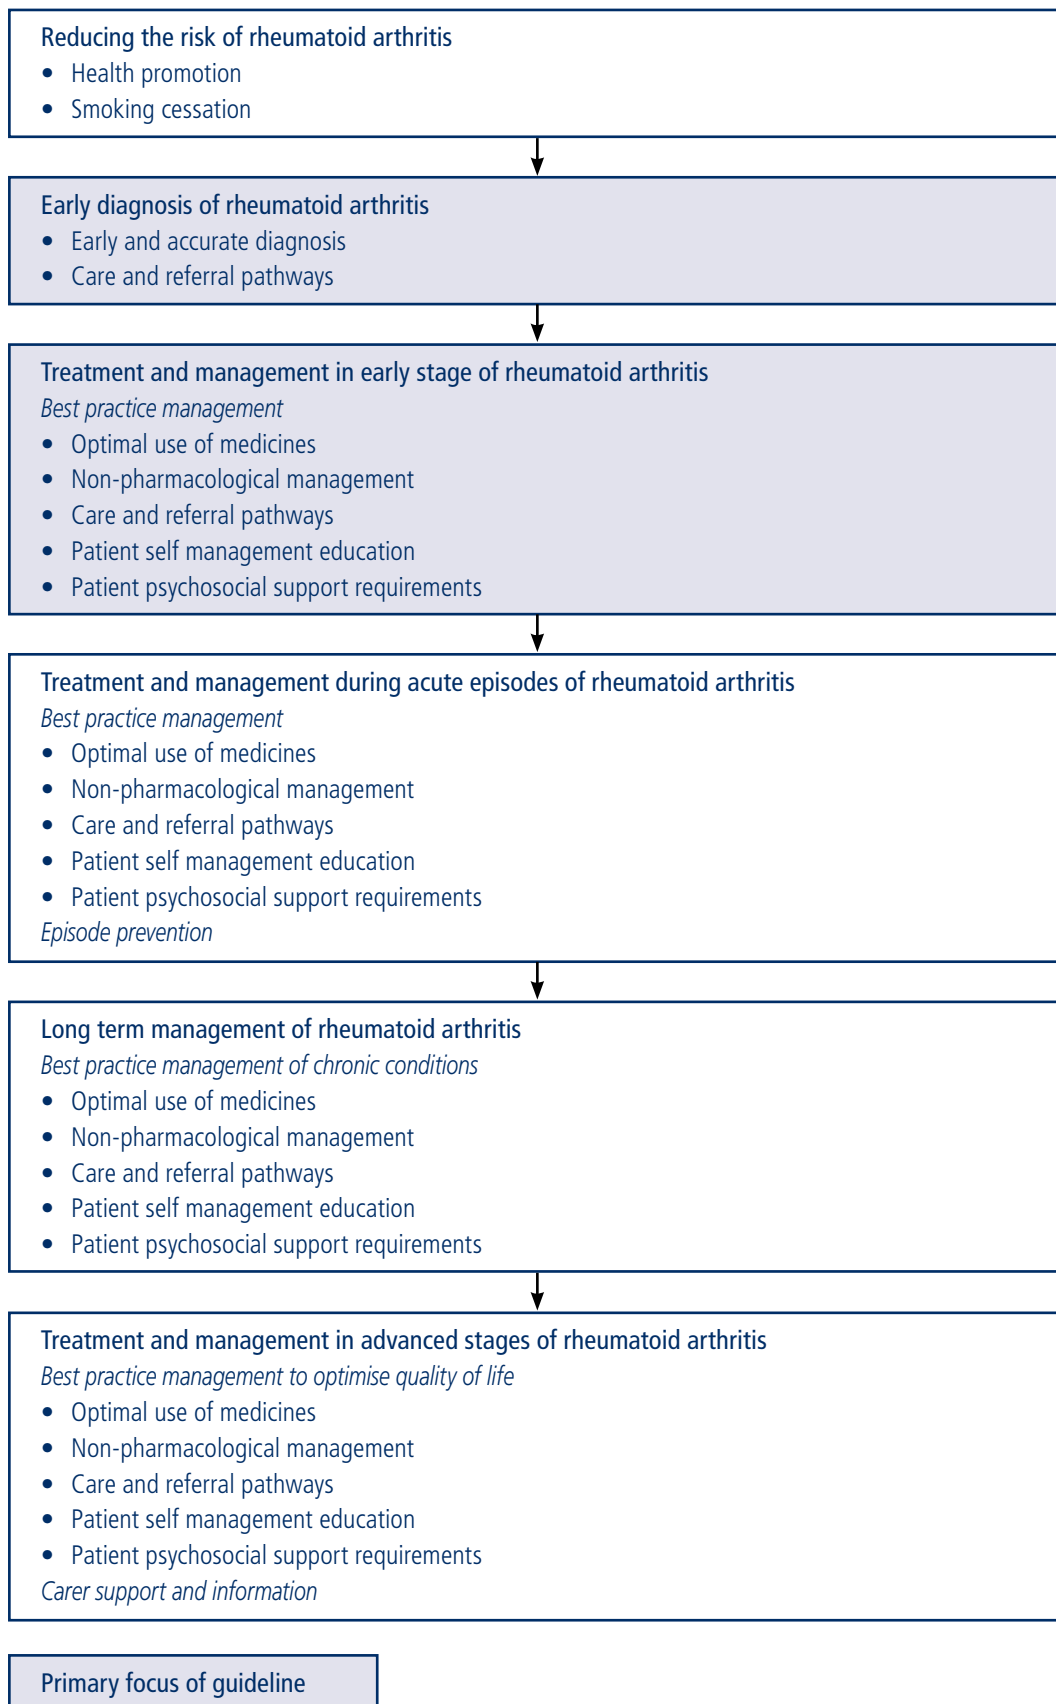 Reducing the risk of rheumatoid arthritis
• Health promotion
• Smoking cessation
Early diagnosis of rheumatoid arthritis
• Early and accurate diagnosis
• Care and referral pathways
Treatment and management in early stage of rheumatoid arthritis
Best practice management
• Optimal use of medicines
• Non-pharmacological management
• Care and referral pathways
• Patient self management education
• Patient psychosocial support requirements
Treatment and management during acute episodes of rheumatoid arthritis
Best practice management
• Optimal use of medicines
• Non-pharmacological management
• Care and referral pathways
• Patient self management education
• Patient psychosocial support requirements
Episode prevention
Long term management of rheumatoid arthritis
Best practice management of chronic conditions
• Optimal use of medicines
• Non-pharmacological management
• Care and referral pathways
• Patient self management education
• Patient psychosocial support requirements
Treatment and management in advanced stages of rheumatoid arthritis
Best practice management to optimise quality of life
• Optimal use of medicines
• Non-pharmacological management
• Care and referral pathways
• Patient self management education
• Patient psychosocial support requirements
Carer support and information
Primary focus of guideline